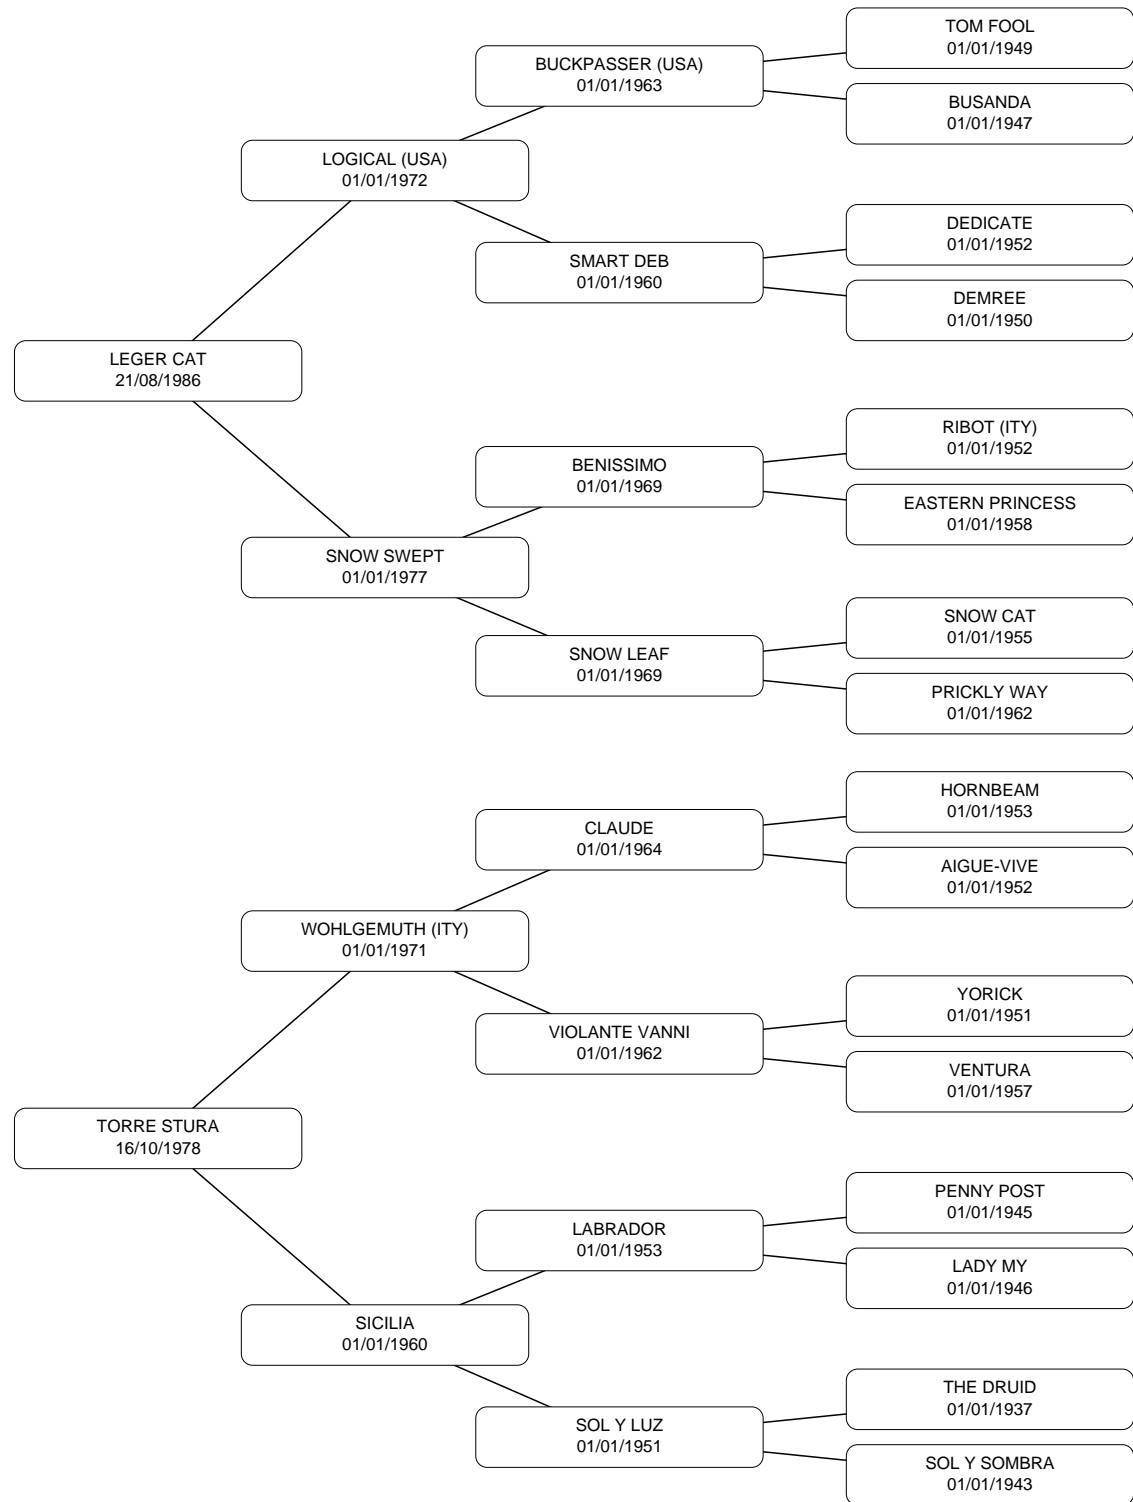 TOM FOOL
01/01/1949
BUCKPASSER (USA)
01/01/1963
BUSANDA
01/01/1947
LOGICAL (USA)
01/01/1972
DEDICATE
01/01/1952
SMART DEB
01/01/1960
DEMREE
01/01/1950
LEGER CAT
21/08/1986
RIBOT (ITY)
01/01/1952
BENISSIMO
01/01/1969
EASTERN PRINCESS
01/01/1958
SNOW SWEPT
01/01/1977
SNOW CAT
01/01/1955
SNOW LEAF
01/01/1969
PRICKLY WAY
01/01/1962
HORNBEAM
01/01/1953
CLAUDE
01/01/1964
AIGUE-VIVE
01/01/1952
WOHLGEMUTH (ITY)
01/01/1971
YORICK
01/01/1951
VIOLANTE VANNI
01/01/1962
VENTURA
01/01/1957
TORRE STURA
16/10/1978
PENNY POST
01/01/1945
LABRADOR
01/01/1953
LADY MY
01/01/1946
SICILIA
01/01/1960
THE DRUID
01/01/1937
SOL Y LUZ
01/01/1951
SOL Y SOMBRA
01/01/1943